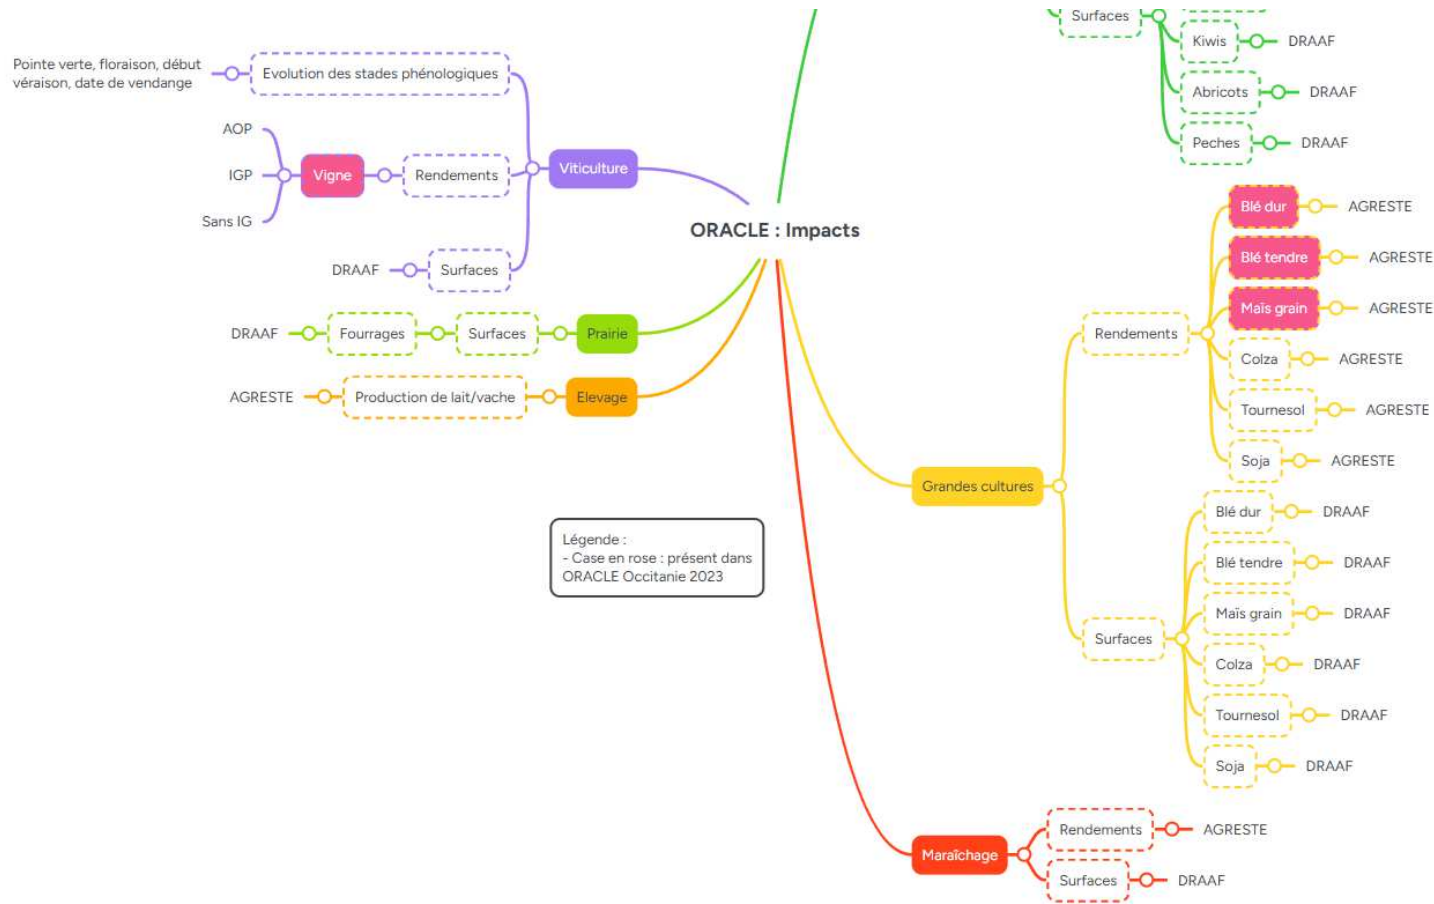 Surfaces
Kiwis
DRAAF
Abricots
DRAAF
Peches
DRAAF
Pointe verte, floraison, début
véraison, date de vendange
Evolution des stades phénologiques
AOP
IGP
Sans IG
Vigne
Rendements
Viticulture
DRAAF
Surfaces
ORACLE : Impacts
DRAAF
Fourrages
Surfaces
Prairie
AGRESTE
Production de lait/vache
Elevage
Légende :
- Case en rose : présent dans
ORACLE Occitanie 2023
Grandes cultures
Rendements
Blé dur
AGRESTE
Blé tendre
AGRESTE
Maïs grain
AGRESTE
Colza
AGRESTE
Tournesol
AGRESTE
Soja
AGRESTE
Surfaces
Blé dur
DRAAF
Blé tendre
DRAAF
Maïs grain
DRAAF
Colza
DRAAF
Tournesol
DRAAF
Soja
DRAAF
Maraîchage
Rendements
AGRESTE
Surfaces
DRAAF